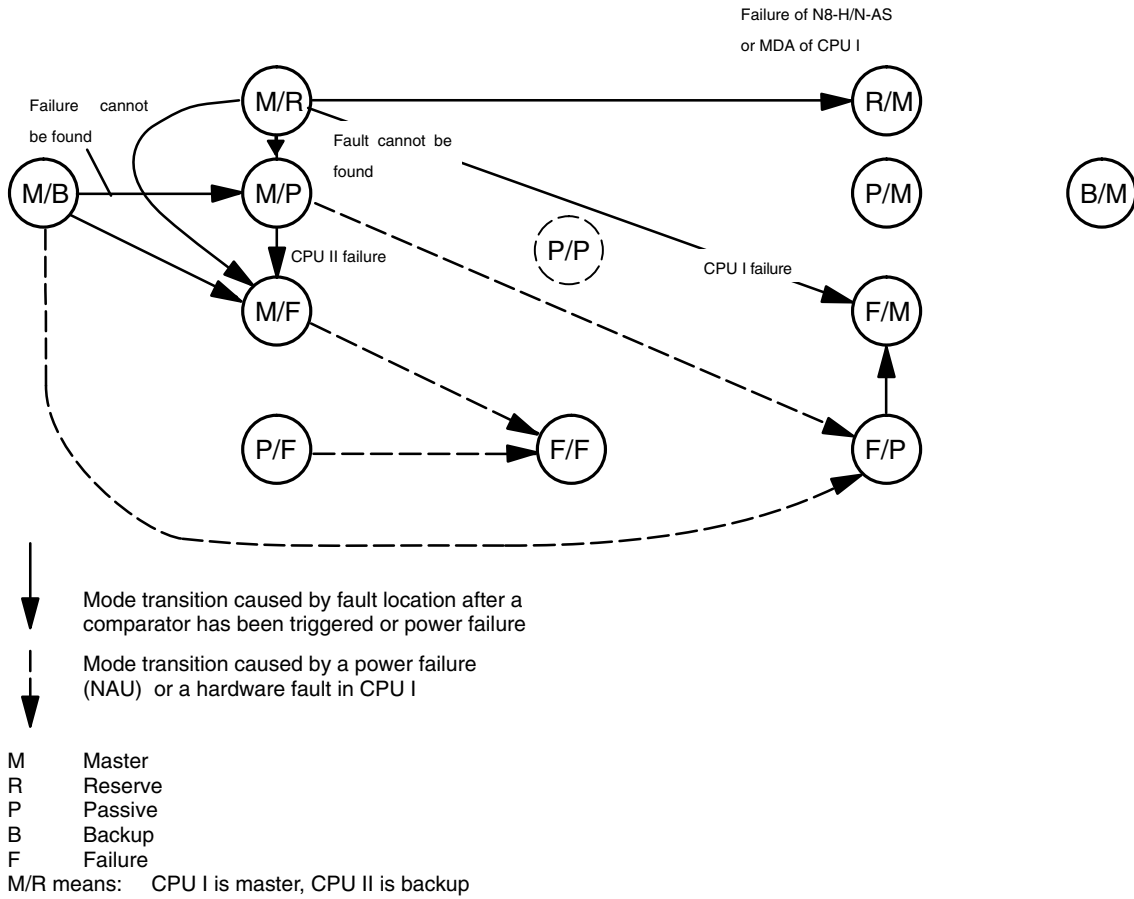 Failure of N8-H/N-AS
or MDA of CPU I
M/R
R/M
Failure cannot
be found
Fault cannot be
found
M/B
M/P
P/M
B/M
P/P
CPU II failure
CPU I failure
M/F
F/M
P/F
F/F
F/P
Mode transition caused by fault location after a
comparator has been triggered or power failure
Mode transition caused by a power failure
(NAU) or a hardware fault in CPU I
M Master
R Reserve
P Passive
B Backup
F Failure
M/R means: CPU I is master, CPU II is backup